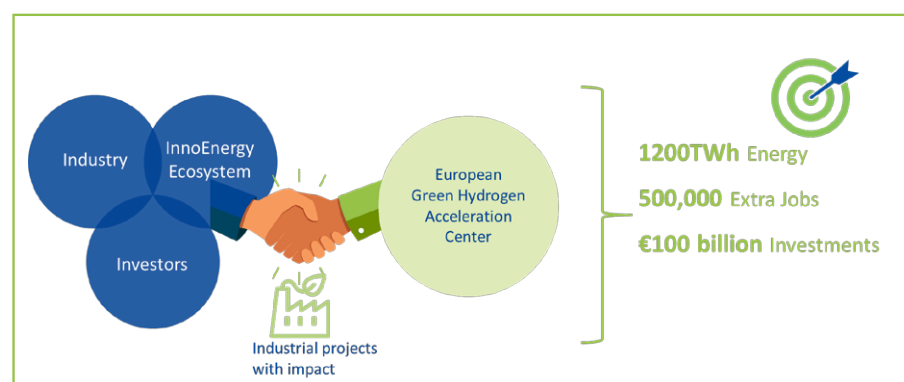 Industry
InnoEnergy
Ecosystem
Investors
European
Green Hydrogen
Acceleration
Center
Industrial projects
with impact
1200TWh Energy
500,000 Extra Jobs
€100 billion Investments